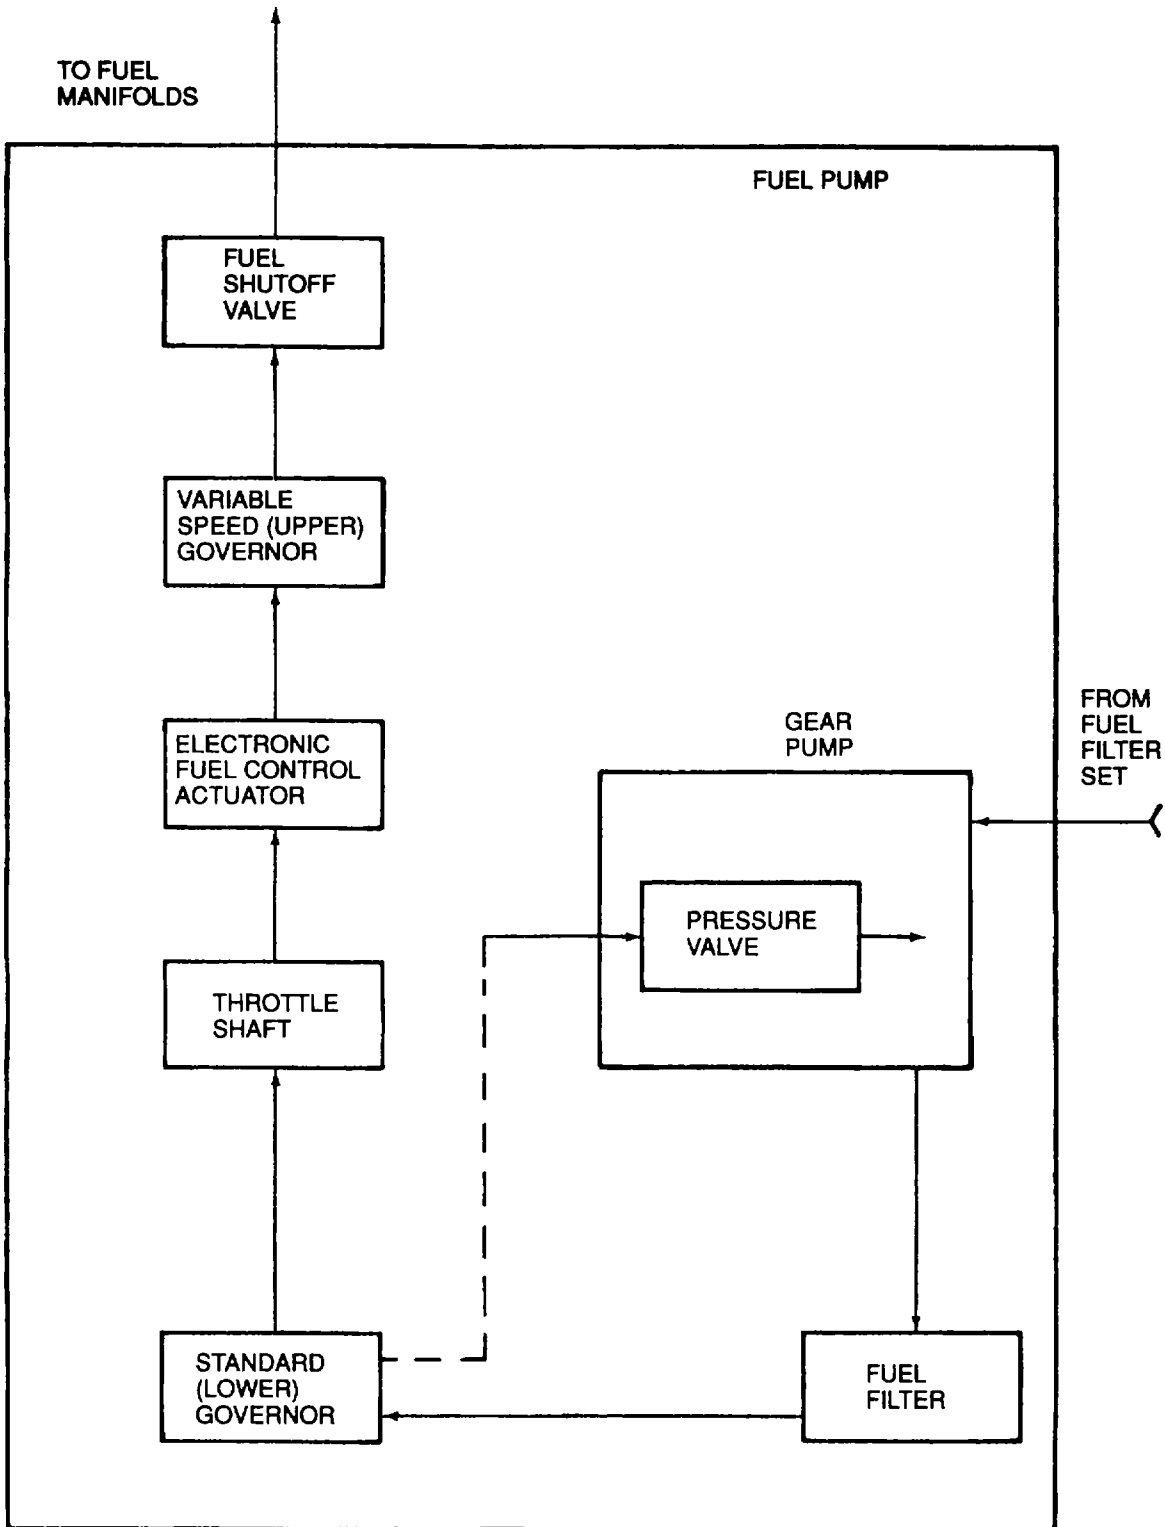 TO FUEL
MANIFOLDS
FUEL PUMP
FUEL
SHUTOFF
VALVE
VARIABLE
SPEED (UPPER)
GOVERNOR
ELECTRONIC
FUEL CONTROL
ACTUATOR
GEAR
PUMP
FROM
FUEL
FILTER
SET
PRESSURE
VALVE
THROTTLE
SHAFT
STANDARD
(LOWER)
GOVERNOR
FUEL
FILTER